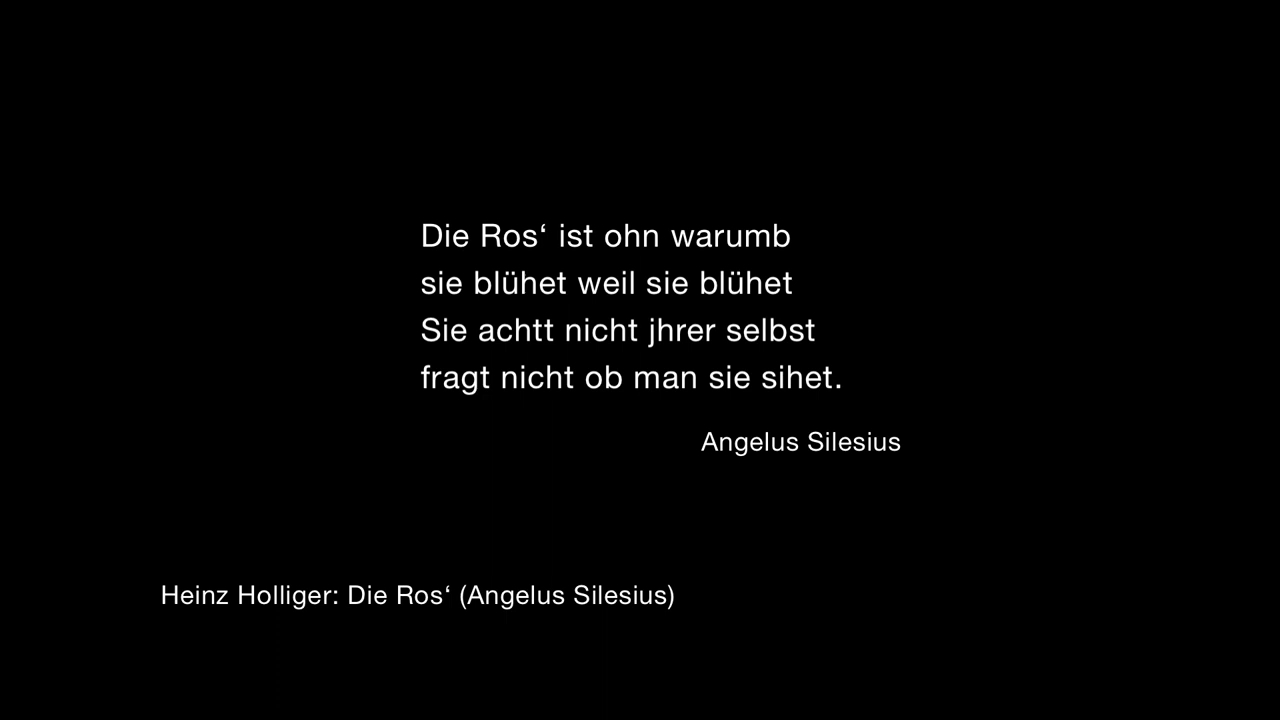 Die Ros‘ ist ohn warumb
sie blühet weil sie blühet
Sie achtt nicht jhrer selbst
fragt nicht ob man sie sihet.
Angelus Silesius
Heinz Holliger: Die Ros‘ (Angelus Silesius)